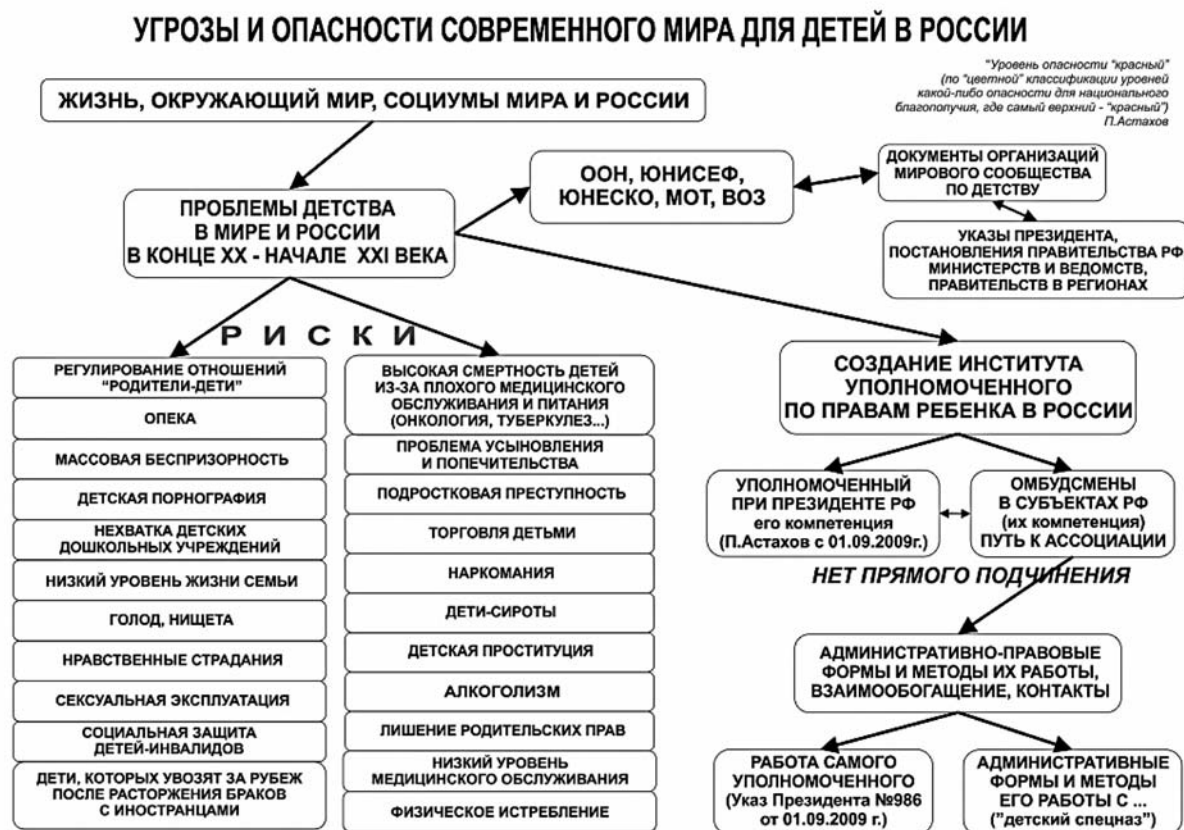 УГРОЗЫ И ОПАСНОСТИ СОВРЕМЕННОГО МИРА ДЛЯ ДЕТЕЙ В РОССИИ
"Уровень опасности "красный"
(по "цветной" классификации уровней
какой-либо опасности для национального
благополучия, где самый верхний - "красный")
П.Астахов
ЖИЗНЬ, ОКРУЖАЮЩИЙ МИР, СОЦИУМЫ МИРА И РОССИИ
ООН, ЮНИСЕФ,
ЮНЕСКО, МОТ, ВОЗ
ДОКУМЕНТЫ ОРГАНИЗАЦИЙ
МИРОВОГО СООБЩЕСТВА
ПО ДЕТСТВУ
ПРОБЛЕМЫ ДЕТСТВА
В МИРЕ И РОССИИ
В КОНЦЕ XX - НАЧАЛЕ XXI ВЕКА
УКАЗЫ ПРЕЗИДЕНТА,
ПОСТАНОВЛЕНИЯ ПРАВИТЕЛЬСТВА РФ,
МИНИСТЕРСТВ И ВЕДОМСТВ,
ПРАВИТЕЛЬСТВ В РЕГИОНАХ
Р И С К И
РЕГУЛИРОВАНИЕ ОТНОШЕНИЙ
"РОДИТЕЛИ-ДЕТИ"
ОПЕКА
МАССОВАЯ БЕСПРИЗОРНОСТЬ
ДЕТСКАЯ ПОРНОГРАФИЯ
НЕХВАТКА ДЕТСКИХ
ДОШКОЛЬНЫХ УЧРЕЖДЕНИЙ
НИЗКИЙ УРОВЕНЬ ЖИЗНИ СЕМЬИ
ГОЛОД, НИЩЕТА
НРАВСТВЕННЫЕ СТРАДАНИЯ
СЕКСУАЛЬНАЯ ЭКСПЛУАТАЦИЯ
СОЦИАЛЬНАЯ ЗАЩИТА
ДЕТЕЙ-ИНВАЛИДОВ
ДЕТИ, КОТОРЫХ УВОЗЯТ ЗА РУБЕЖ
ПОСЛЕ РАСТОРЖЕНИЯ БРАКОВ
С ИНОСТРАНЦАМИ
ВЫСОКАЯ СМЕРТНОСТЬ ДЕТЕЙ
ИЗ-ЗА ПЛОХОГО МЕДИЦИНСКОГО
ОБСЛУЖИВАНИЯ И ПИТАНИЯ
(ОНКОЛОГИЯ, ТУБЕРКУЛЕЗ...)
ПРОБЛЕМА УСЫНОВЛЕНИЯ
И ПОПЕЧИТЕЛЬСТВА
ПОДРОСТКОВАЯ ПРЕСТУПНОСТЬ
ТОРГОВЛЯ ДЕТЬМИ
НАРКОМАНИЯ
ДЕТИ-СИРОТЫ
ДЕТСКАЯ ПРОСТИТУЦИЯ
АЛКОГОЛИЗМ
ЛИШЕНИЕ РОДИТЕЛЬСКИХ ПРАВ
НИЗКИЙ УРОВЕНЬ
МЕДИЦИНСКОГО ОБСЛУЖИВАНИЯ
ФИЗИЧЕСКОЕ ИСТРЕБЛЕНИЕ
СОЗДАНИЕ ИНСТИТУТА
УПОЛНОМОЧЕННОГО
ПО ПРАВАМ РЕБЕНКА В РОССИИ
УПОЛНОМОЧЕННЫЙ
ПРИ ПРЕЗИДЕНТЕ РФ
его компетенция
(П.Астахов с 01.09.2009г.)
ОМБУДСМЕНЫ
В СУБЪЕКТАХ РФ
(их компетенция)
ПУТЬ К АССОЦИАЦИИ
НЕТ ПРЯМОГО ПОДЧИНЕНИЯ
АДМИНИСТРАТИВНО-ПРАВОВЫЕ
ФОРМЫ И МЕТОДЫ ИХ РАБОТЫ,
ВЗАИМООБОГАЩЕНИЕ, КОНТАКТЫ
РАБОТА САМОГО
УПОЛНОМОЧЕННОГО
(Указ Президента №986
от 01.09.2009 г.)
АДМИНИСТРАТИВНЫЕ
ФОРМЫ И МЕТОДЫ
ЕГО РАБОТЫ С ...
("детский спецназ")